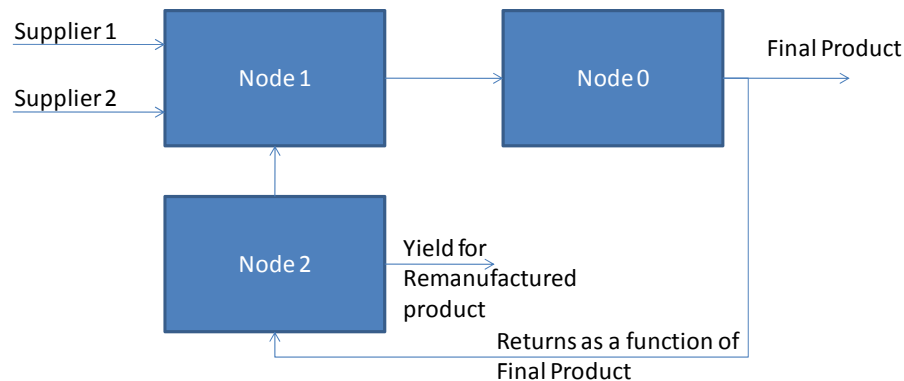 Supplier 1
Supplier 2
Node 1
Node 0
Final Product
Node 2
Yield for
Remanufactured
product
Returns as a function of
Final Product